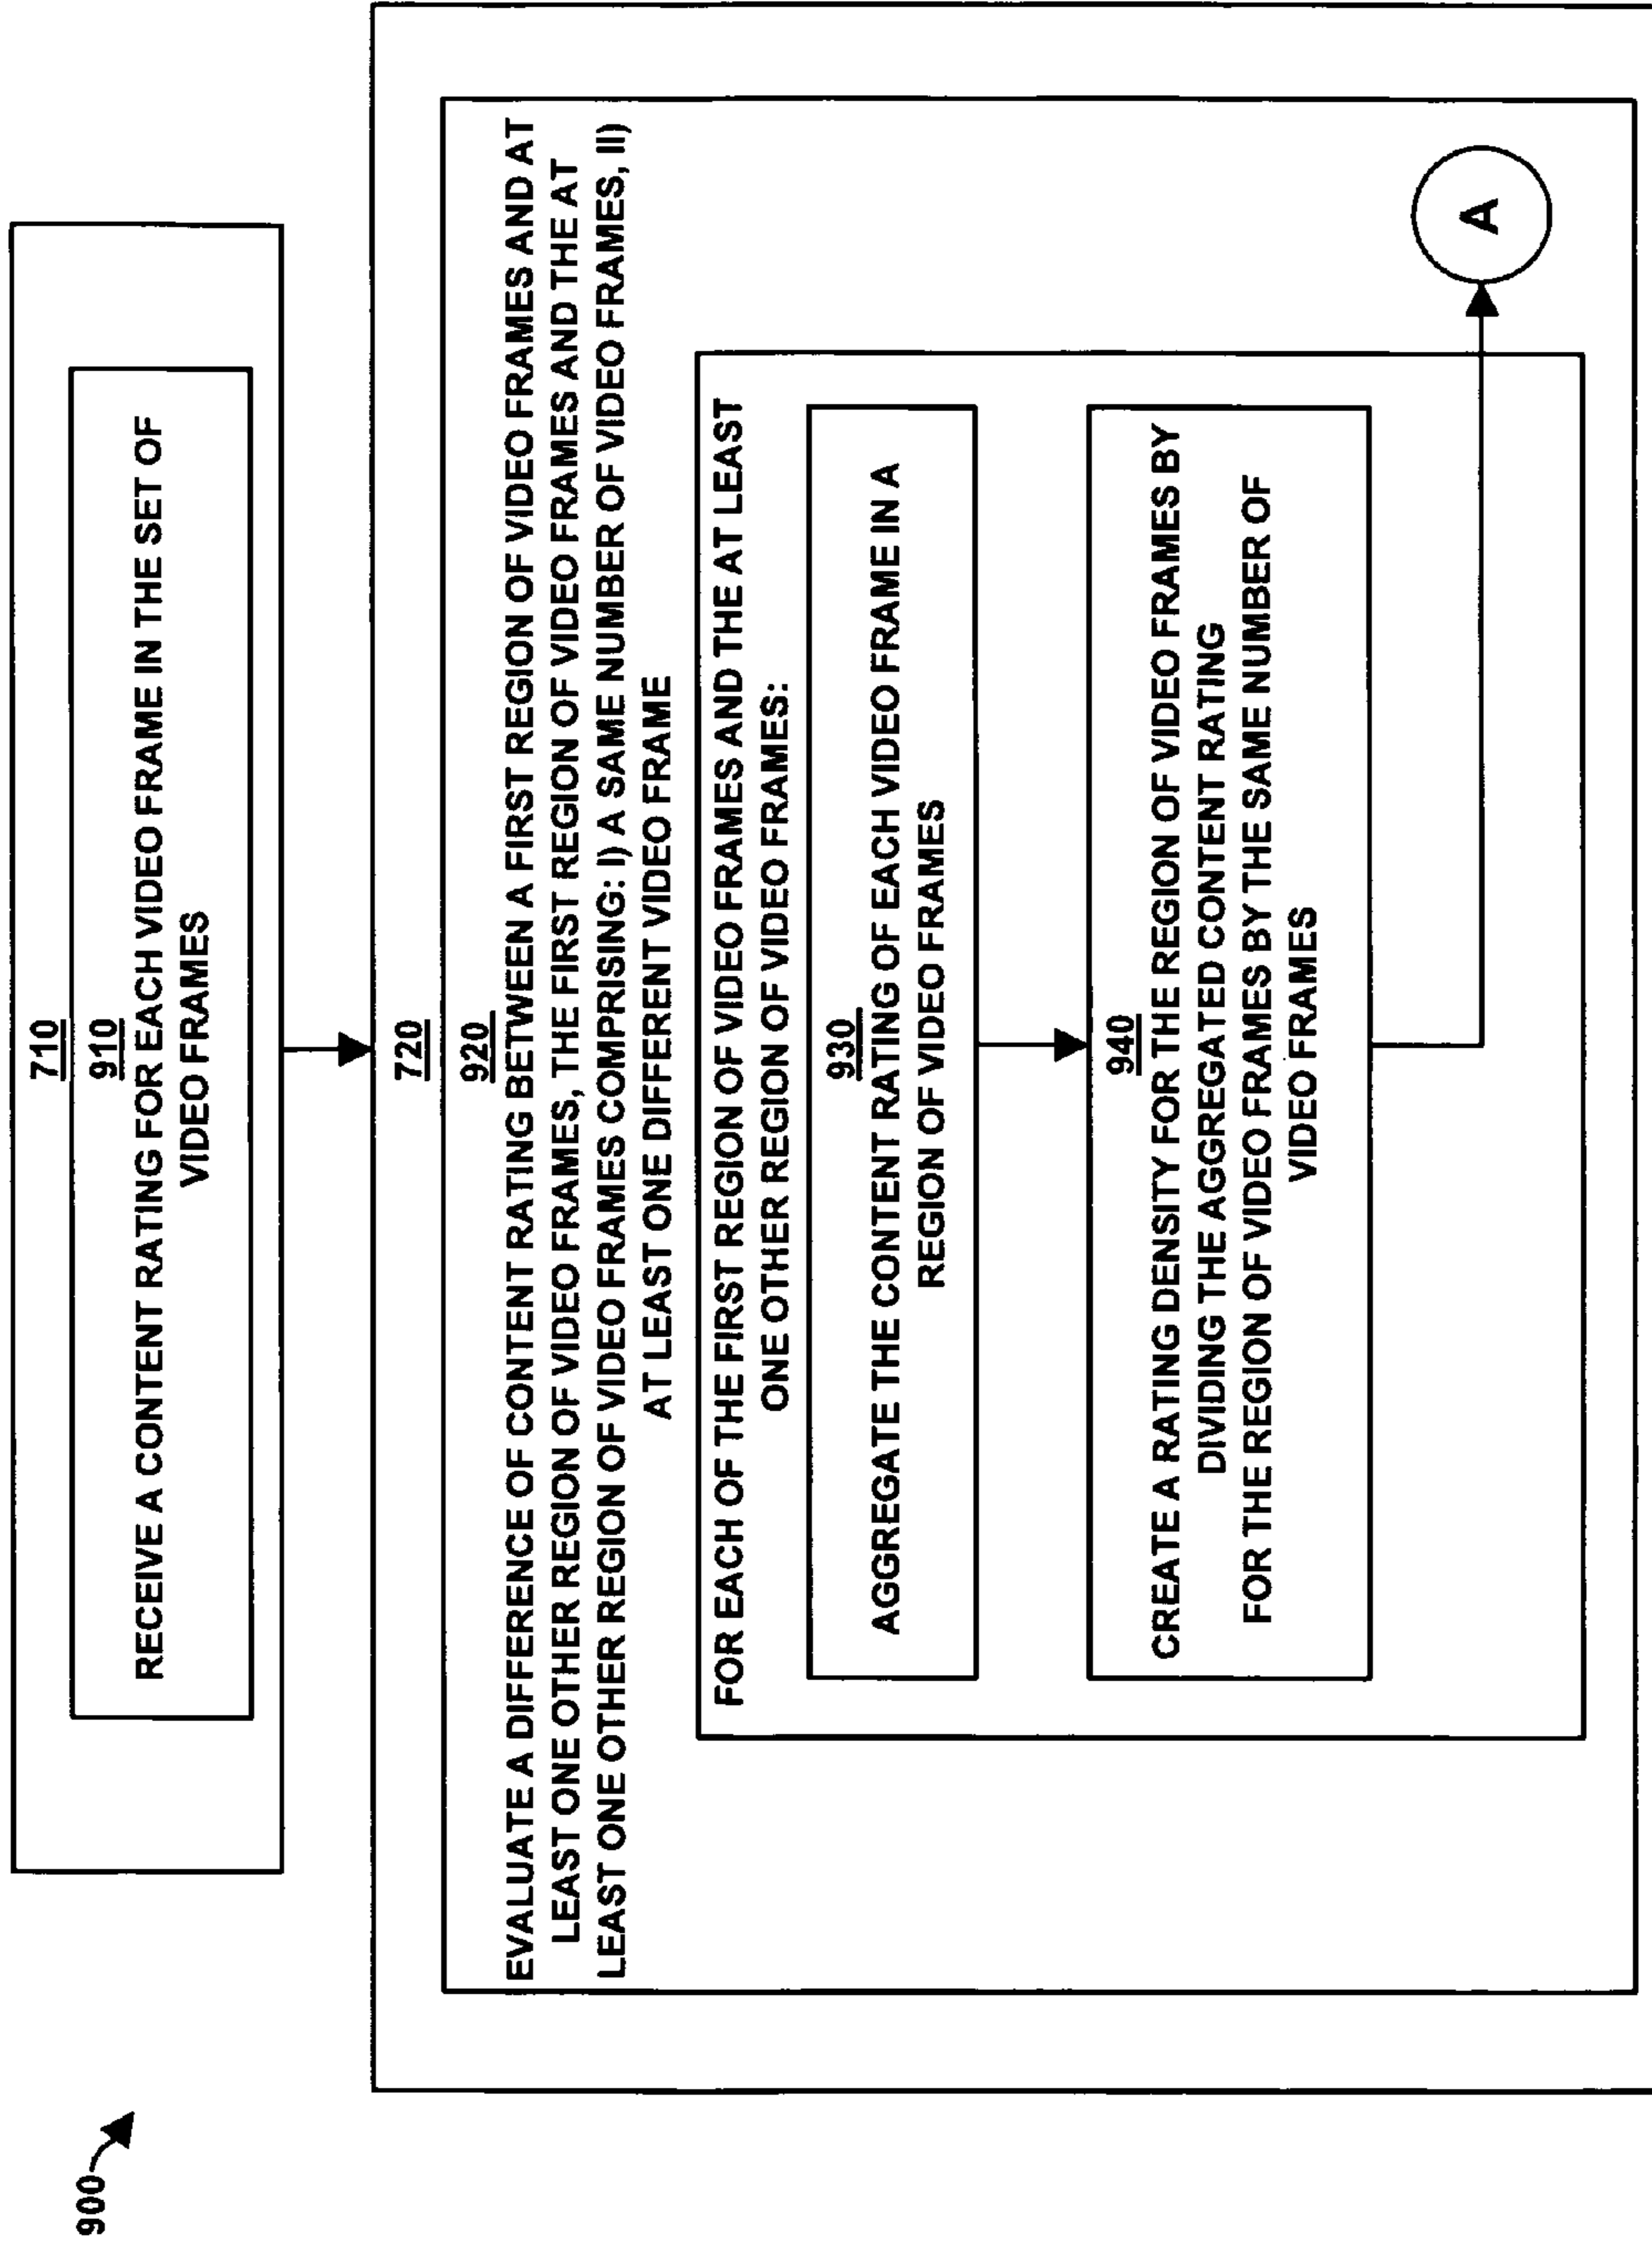 900
710
910
RECEIVE A CONTENT RATING FOR EACH VIDEO FRAME IN THE SET OF
VIDEO FRAMES
720
920
EVALUATE A DIFFERENCE OF CONTENT RATING BETWEEN A FIRST REGION OF VIDEO FRAMES AND AT
LEAST ONE OTHER REGION OF VIDEO FRAMES, THE FIRST REGION OF VIDEO FRAMES AND THE AT
LEAST ONE OTHER REGION OF VIDEO FRAMES COMPRISING: I) A SAME NUMBER OF VIDEO FRAMES, II)
AT LEAST ONE DIFFERENT VIDEO FRAME
FOR EACH OF THE FIRST REGION OF VIDEO FRAMES AND THE AT LEAST
ONE OTHER REGION OF VIDEO FRAMES:
930
AGGREGATE THE CONTENT RATING OF EACH VIDEO FRAME IN A
REGION OF VIDEO FRAMES
940
CREATE A RATING DENSITY FOR THE REGION OF VIDEO FRAMES BY
DIVIDING THE AGGREGATED CONTENT RATING
FOR THE REGION OF VIDEO FRAMES BY THE SAME NUMBER OF
VIDEO FRAMES
A